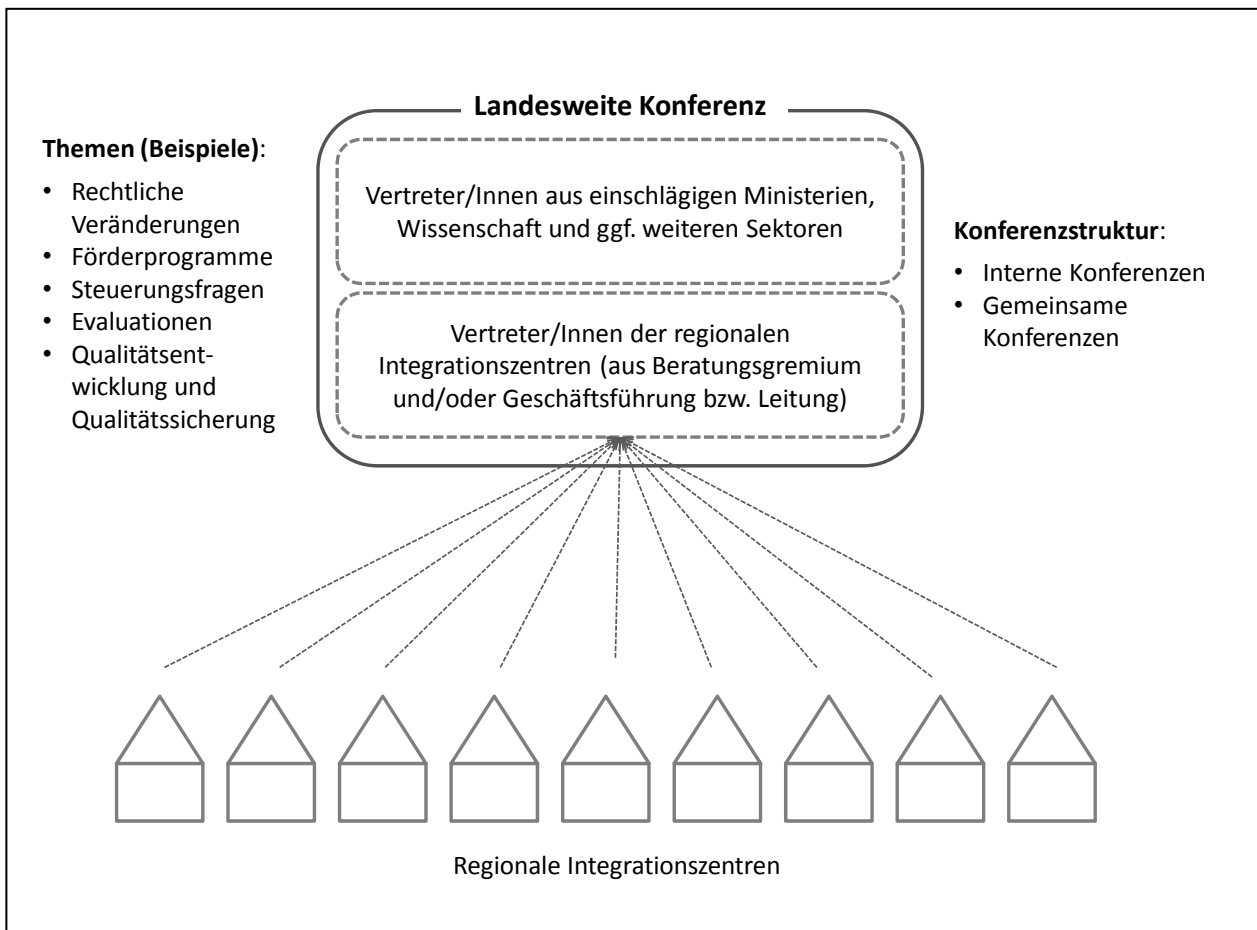 Landesweite Konferenz
Themen (Beispiele):
• Rechtliche
Veränderungen
• Förderprogramme
• Steuerungsfragen
• Evaluationen
• Qualitätsent-
wicklung und
Qualitätssicherung
Vertreter/Innen aus einschlägigen Ministerien,
Wissenschaft und ggf. weiteren Sektoren
Vertreter/Innen der regionalen
Integrationszentren (aus Beratungsgremium
und/oder Geschäftsführung bzw. Leitung)
Konferenzstruktur:
• Interne Konferenzen
• Gemeinsame
Konferenzen
Regionale Integrationszentren